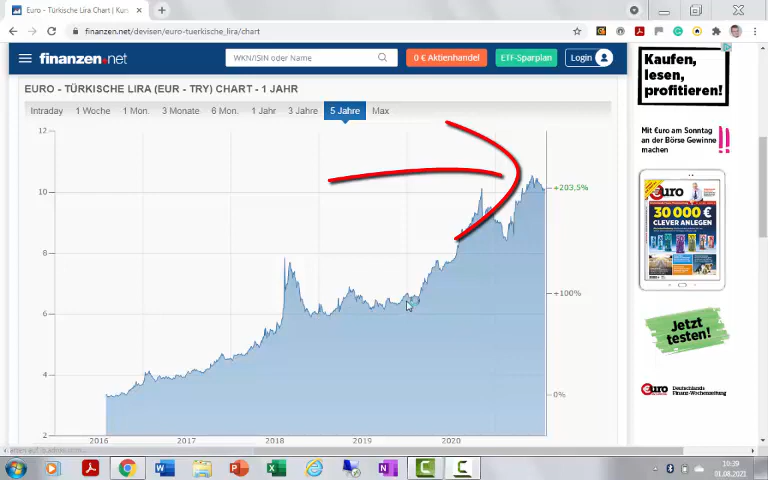 Euro - Türkische Lira Chart | Kur
finanzen.net/devisen/euro-tuerkische_lira/chart
finanzen.net
WKN/ISIN oder Name
0 € Aktienhandel
ETF-Sparplan
Login
EURO - TÜRKISCHE LIRA (EUR - TRY) CHART - 1 JAHR
Intraday
1 Woche
1 Mon.
3 Monate
6 Mon.
1 Jahr
3 Jahre
5 Jahre
Max
12
10
8
6
4
2
+203,5%
+100%
0%
2016
2017
2018
2019
2020
Kaufen,
lesen,
profitieren!
Mit €uro am Sonntag
an der Börse Gewinne
machen
!!
€uro
30 000 €
CLEVER ANLEGEN
Jetzt
testen!
€uro
Deutschlands
Finanz-Wochenzeitung
10:39
01.08.2021